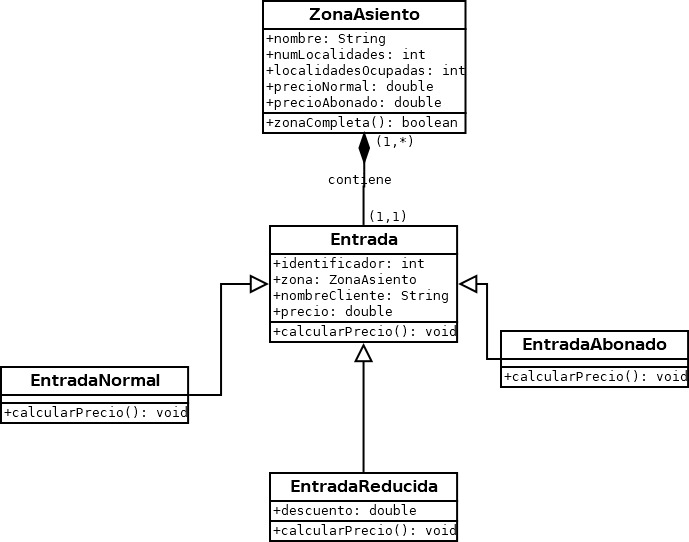 ZonaAsiento
+nombre: String
+numLocalidades: int
+localidadesOcupadas: int
+precioNormal: double
+precioAbonado: double
+zonaCompleta(): boolean
(1,*)
contiene
(1,1)
Entrada
+identificador: int
+zona: ZonaAsiento
+nombreCliente: String
+precio: double
+calcularPrecio(): void
EntradaAbonado
+calcularPrecio(): void
EntradaNormal
+calcularPrecio(): void
EntradaReducida
+descuento: double
+calcularPrecio(): void